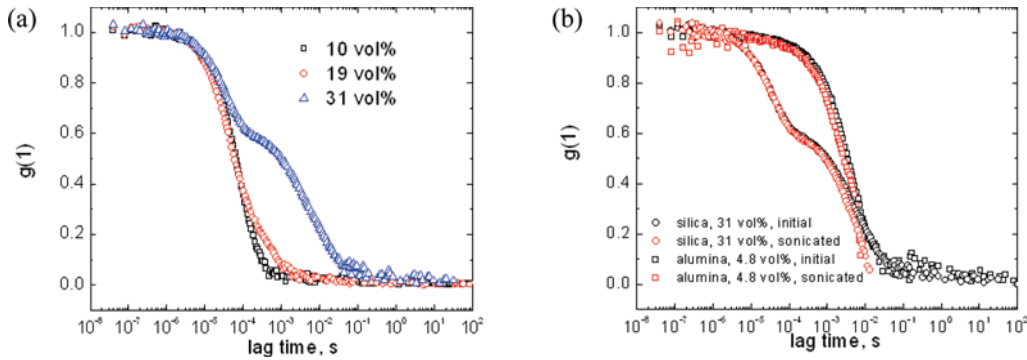 (a)
1.0
0.8
0.6
0.4
0.2
0.0
g(1)
10 vol%
19 vol%
31 vol%
10⁻⁸ 10⁻⁷ 10⁻⁶ 10⁻⁵ 10⁻⁴ 10⁻³ 10⁻² 10⁻¹ 10⁰ 10¹ 10²
lag time, s
(b)
1.0
0.8
0.6
0.4
0.2
0.0
g(1)
silica, 31 vol%, initial
silica, 31 vol%, sonicated
alumina, 4.8 vol%, initial
alumina, 4.8 vol%, sonicated
10⁻⁸ 10⁻⁷ 10⁻⁶ 10⁻⁵ 10⁻⁴ 10⁻³ 10⁻² 10⁻¹ 10⁰ 10¹ 10²
lag time, s